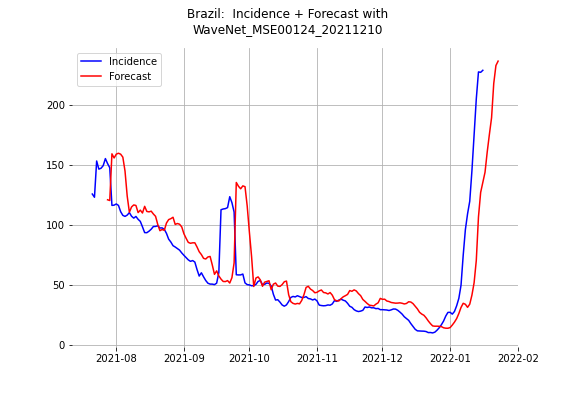 Brazil:  Incidence + Forecast with
WaveNet_MSE00124_20211210
Incidence
Forecast
200
150
100
50
0
2021-08 2021-09 2021-10 2021-11 2021-12 2022-01 2022-02